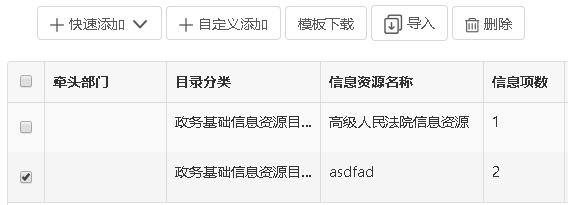 快速添加 自定义添加 模板下载 导入 删除
牵头部门 目录分类 信息资源名称 信息项数
政务基础信息资源目... 高级人民法院信息资源 1
政务基础信息资源目... asdfad 2